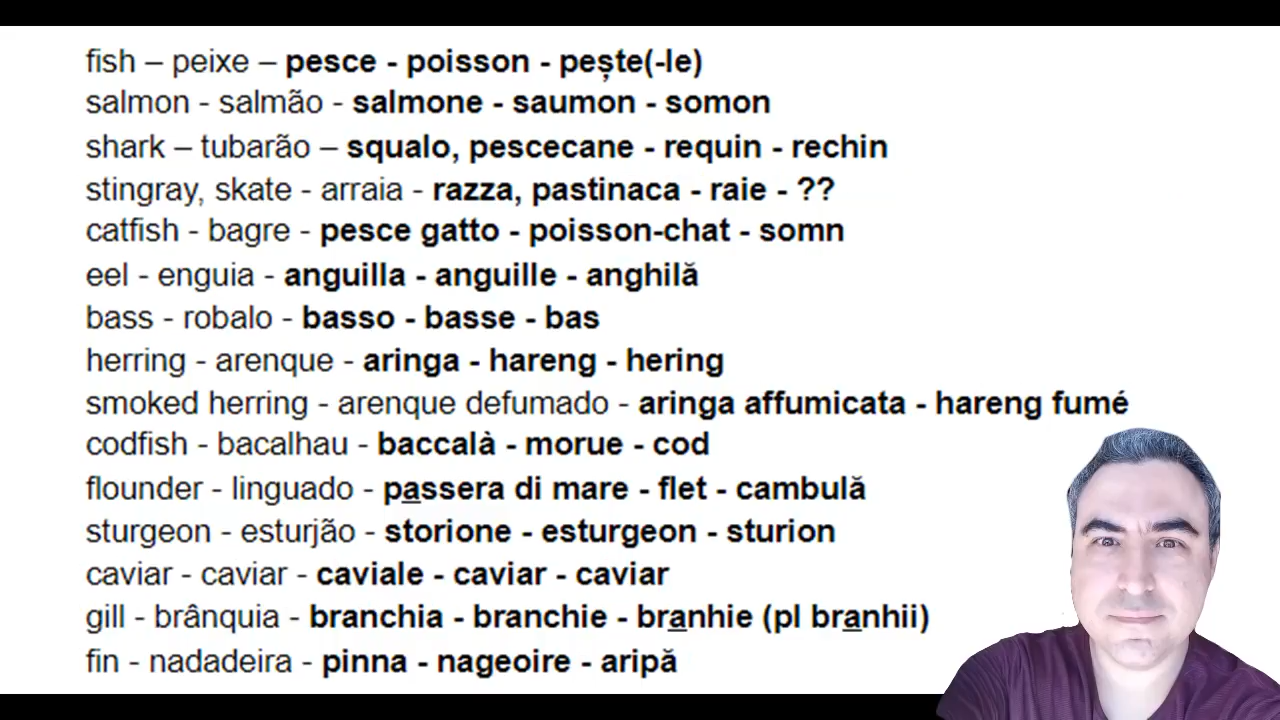 fish – peixe – pesce - poisson - pește(-le)
salmon - salmão - salmone - saumon - somon
shark – tubarão – squalo, pescecane - requin - rechin
stingray, skate - arraia - razza, pastinaca - raie - ??
catfish - bagre - pesce gatto - poisson-chat - somn
eel - enguia - anguilla - anguille - anghilă
bass - robalo - basso - basse - bas
herring - arenque - aringa - hareng - hering
smoked herring - arenque defumado - aringa affumicata - hareng fumé
codfish - bacalhau - baccalà - morue - cod
flounder - linguado - passera di mare - flet - cambulă
sturgeon - esturjão - storione - esturgeon - sturion
caviar - caviar - caviale - caviar - caviar
gill - brânquia - branchia - branchie - branhie (pl branhii)
fin - nadadeira - pinna - nageoire - aripă